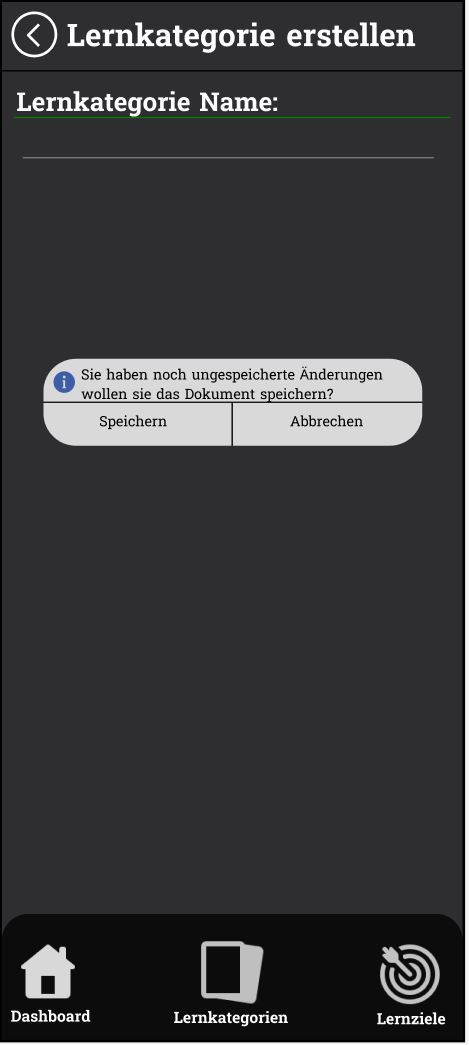 Lernkategorie erstellen
Lernkategorie Name:
i Sie haben noch ungespeicherte Änderungen
wollen sie das Dokument speichern?
Speichern Abbrechen
Dashboard Lernkategorien Lernziele